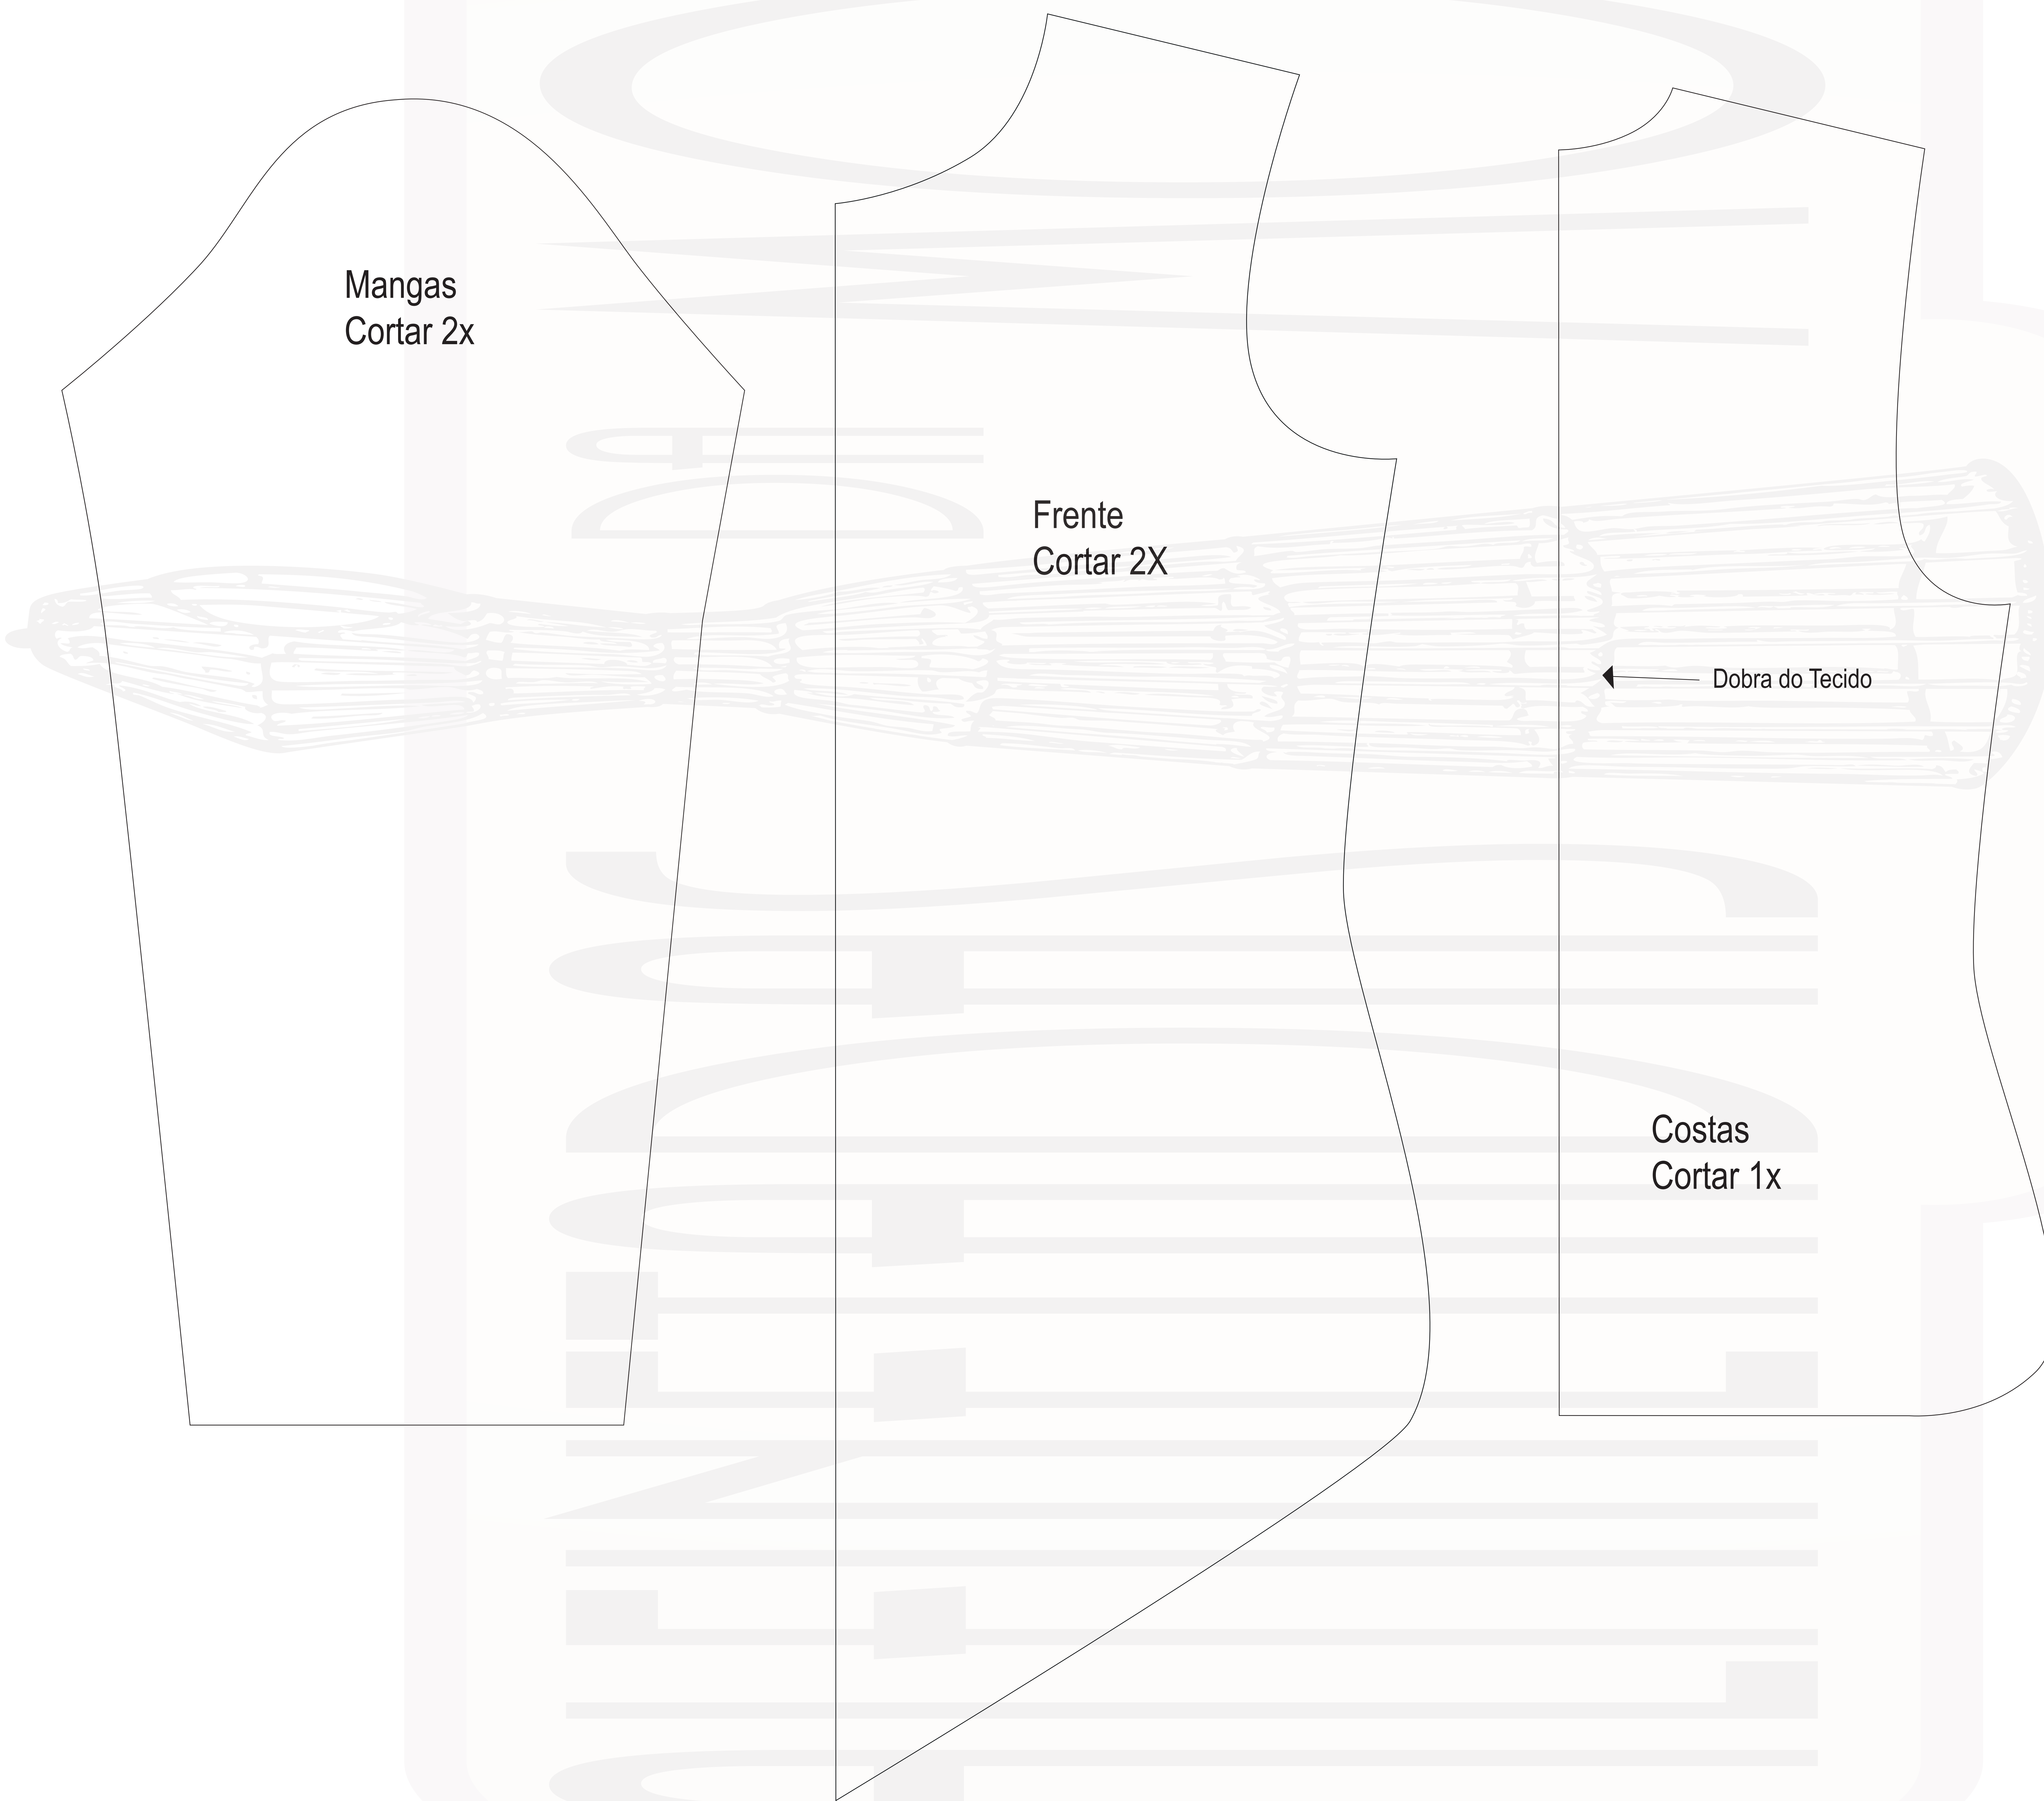 Mangas
Cortar 2x
Frente
Cortar 2X
Dobra do Tecido
Costas
Cortar 1x